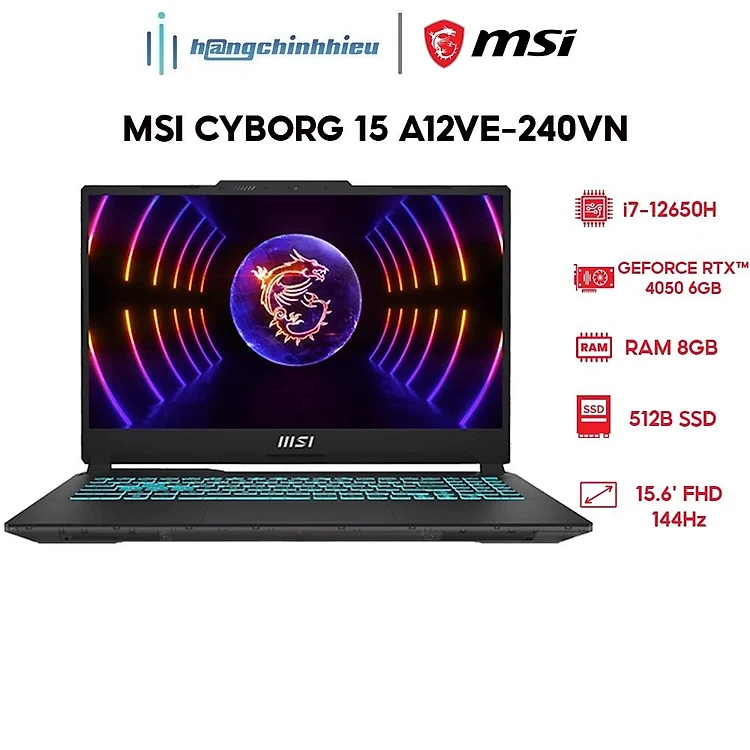 h@ngchinhhieu
msi
MSI CYBORG 15 A12VE-240VN
i7-12650H
GEFORCE RTX™
4050 6GB
RAM
RAM 8GB
SSD
512B SSD
15.6' FHD
144Hz
msi